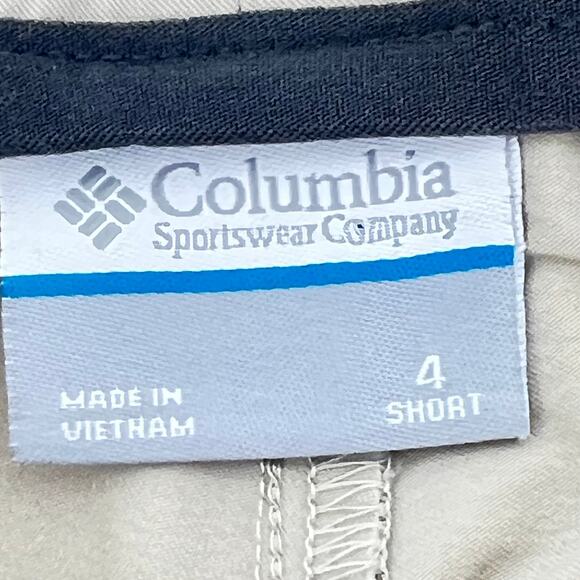 Columbia
Sportswear Company
4
SHORT
MADE IN
VIETNAM